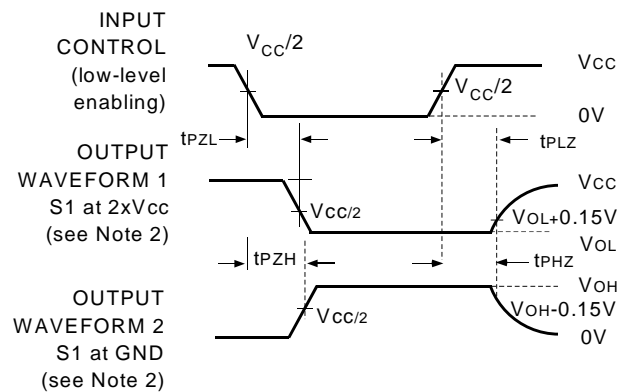 INPUT
CONTROL
(low-level
enabling)
VCC/2
VCC/2
VCC
0V
tPZL
tPLZ
OUTPUT
WAVEFORM 1
S1 at 2xVcc
(see Note 2)
VCC/2
VCC
VOL+0.15V
VOL
tPZH
tPHZ
OUTPUT
WAVEFORM 2
S1 at GND
(see Note 2)
VCC/2
VOH
VOH-0.15V
0V